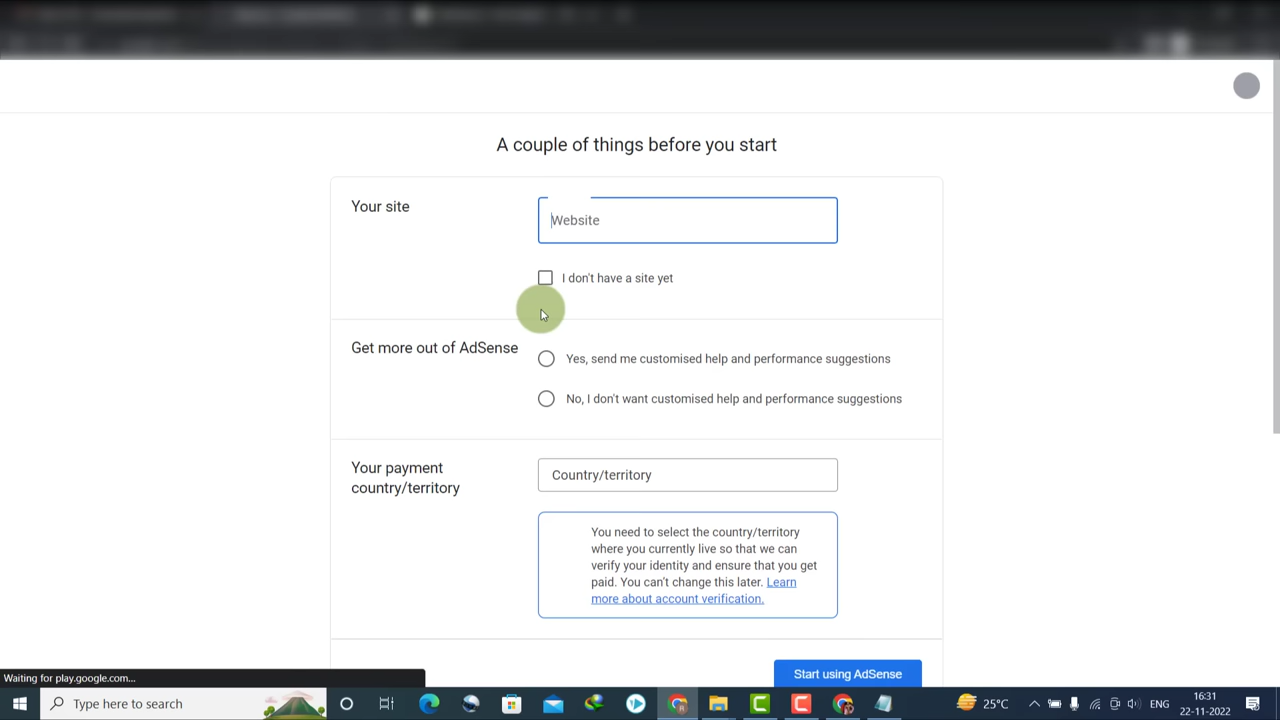 A couple of things before you start
Your site
Website
I don't have a site yet
Get more out of AdSense
Yes, send me customised help and performance suggestions
No, I don't want customised help and performance suggestions
Your payment
country/territory
Country/territory
You need to select the country/territory
where you currently live so that we can
verify your identity and ensure that you get
paid. You can't change this later. Learn
more about account verification.
Start using AdSense
Waiting for play.google.com...
Type here to search
25°C
ENG
16:31
22-11-2022